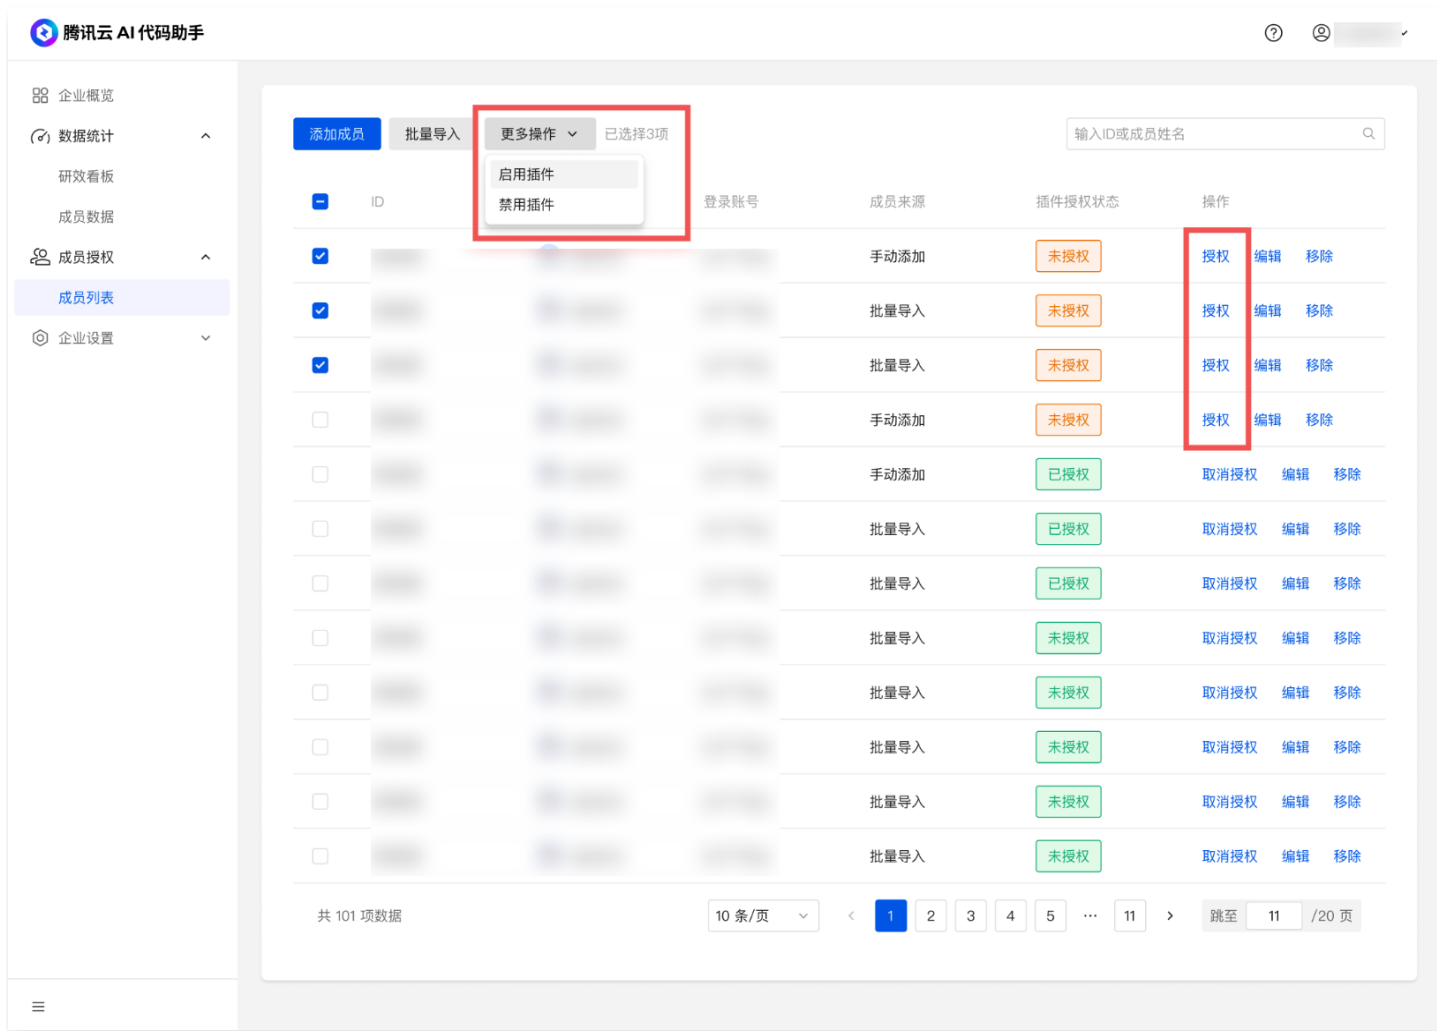 腾讯云 AI 代码助手
企业概览
数据统计
研效看板
成员数据
成员授权
成员列表
企业设置
添加成员 批量导入 更多操作 已选择3项 输入ID或成员姓名
启用插件
禁用插件
ID 登录账号 成员来源 插件授权状态 操作
手动添加 未授权 授权 编辑 移除
批量导入 未授权 授权 编辑 移除
批量导入 未授权 授权 编辑 移除
手动添加 未授权 授权 编辑 移除
手动添加 已授权 取消授权 编辑 移除
批量导入 已授权 取消授权 编辑 移除
批量导入 已授权 取消授权 编辑 移除
批量导入 未授权 取消授权 编辑 移除
批量导入 未授权 取消授权 编辑 移除
批量导入 未授权 取消授权 编辑 移除
批量导入 未授权 取消授权 编辑 移除
批量导入 未授权 取消授权 编辑 移除
共 101 项数据 10 条/页 1 2 3 4 5 ··· 11 跳至 11 /20 页